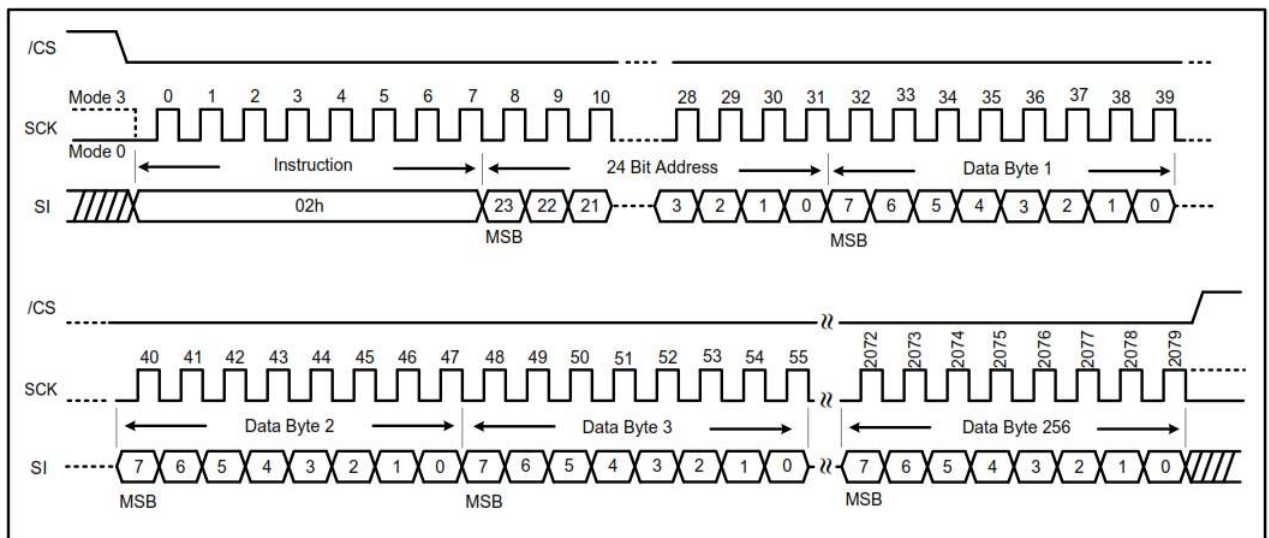 /CS
Mode 3 0 1 2 3 4 5 6 7 8 9 10 28 29 30 31 32 33 34 35 36 37 38 39
SCK
Mode 0
Instruction 24 Bit Address Data Byte 1
SI 02h 23 22 21 3 2 1 0 7 6 5 4 3 2 1 0
MSB MSB
/CS
40 41 42 43 44 45 46 47 48 49 50 51 52 53 54 55 2072 2073 2074 2075 2076 2077 2078 2079
SCK
Data Byte 2 Data Byte 3 Data Byte 256
SI 7 6 5 4 3 2 1 0 7 6 5 4 3 2 1 0 7 6 5 4 3 2 1 0
MSB MSB MSB